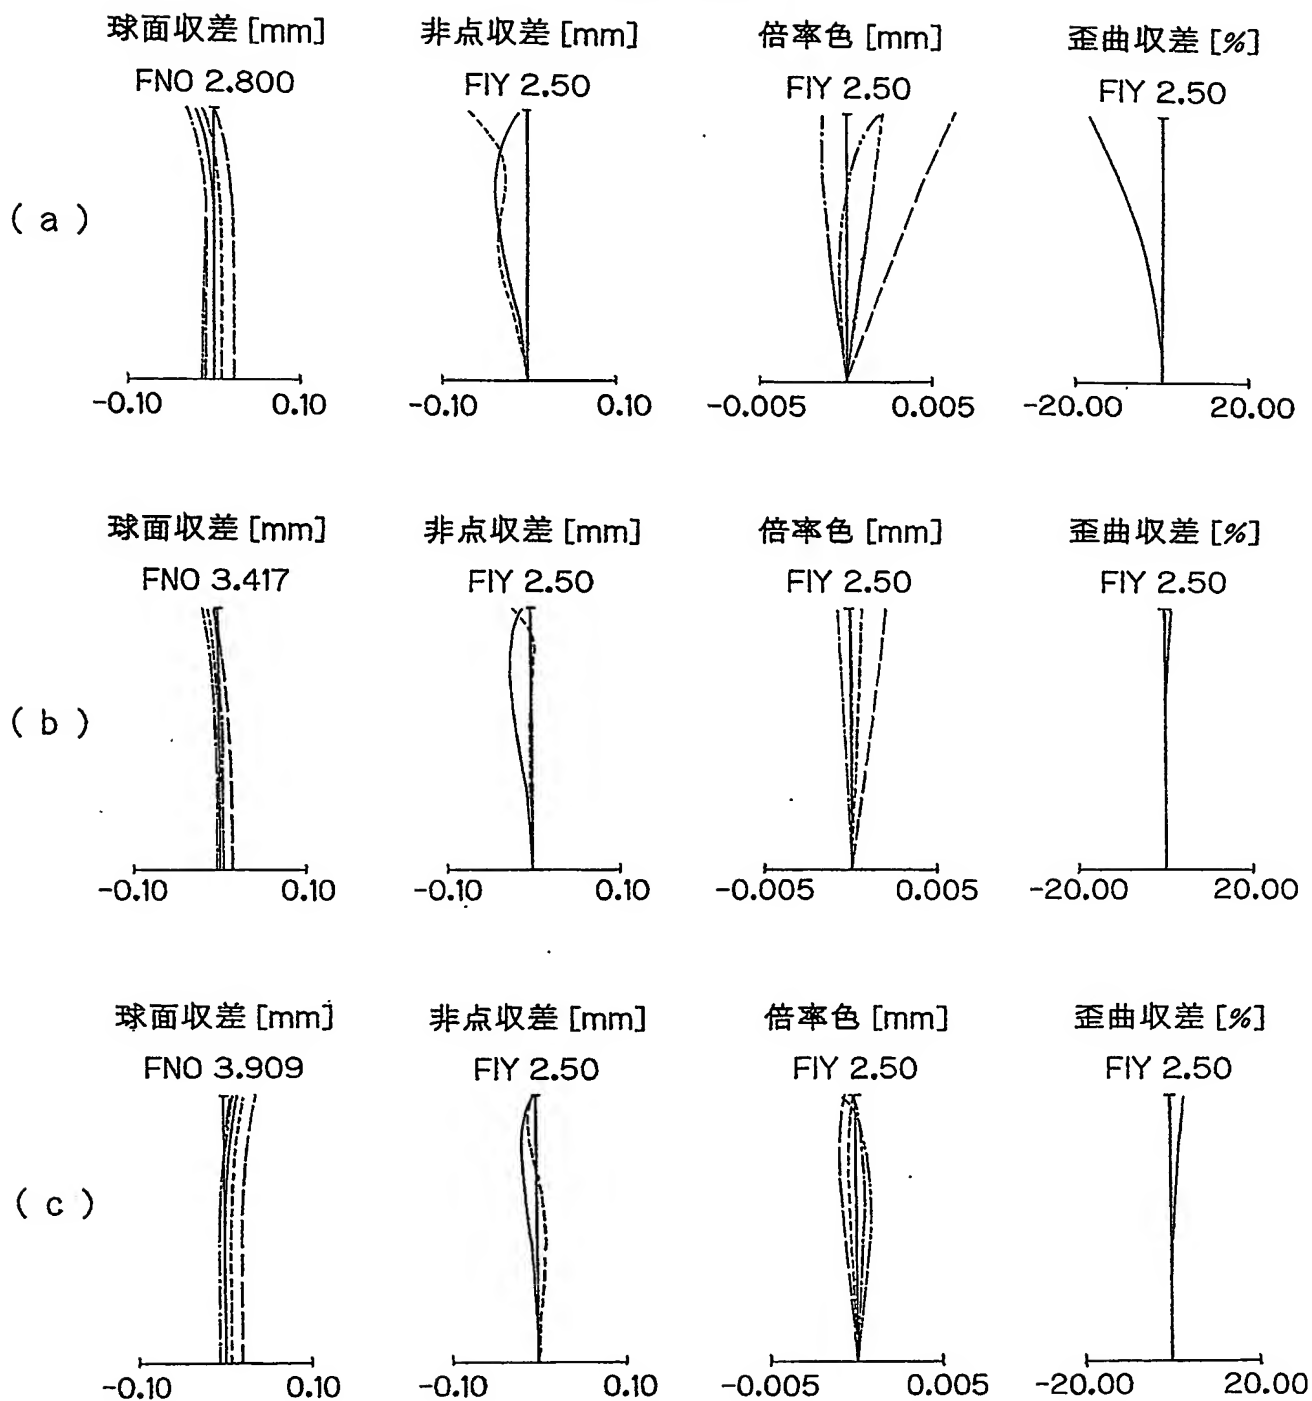 球面収差 [mm] 非点収差 [mm] 倍率色 [mm] 歪曲収差 [%]
FNO 2.800 FIY 2.50 FIY 2.50 FIY 2.50
( a )
-0.10 0.10 -0.10 0.10 -0.005 0.005 -20.00 20.00
球面収差 [mm] 非点収差 [mm] 倍率色 [mm] 歪曲収差 [%]
FNO 3.417 FIY 2.50 FIY 2.50 FIY 2.50
( b )
-0.10 0.10 -0.10 0.10 -0.005 0.005 -20.00 20.00
球面収差 [mm] 非点収差 [mm] 倍率色 [mm] 歪曲収差 [%]
FNO 3.909 FIY 2.50 FIY 2.50 FIY 2.50
( c )
-0.10 0.10 -0.10 0.10 -0.005 0.005 -20.00 20.00